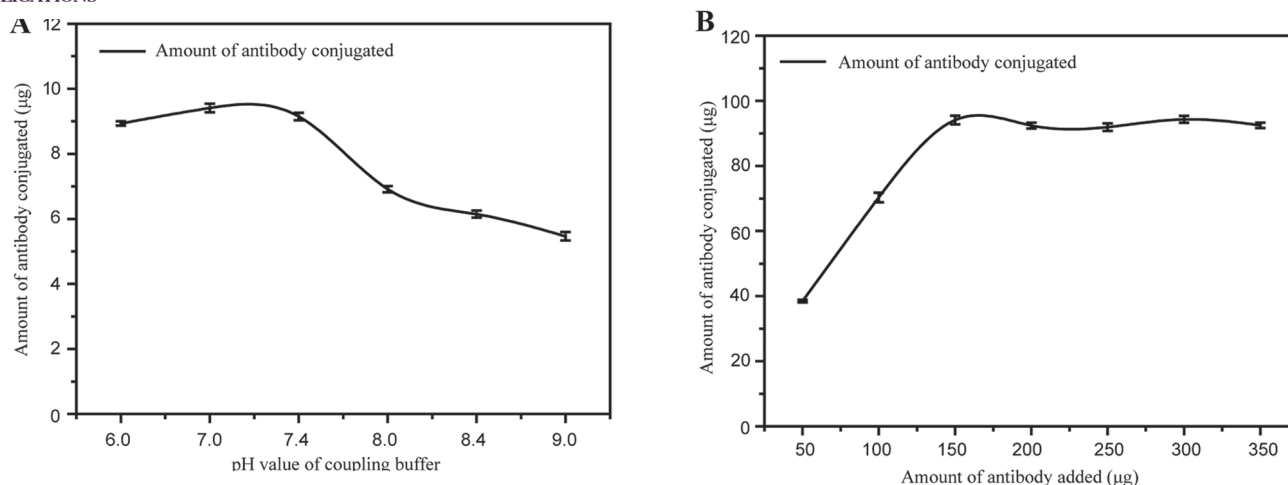 A
Amount of antibody conjugated
Amount of antibody conjugated (μg)
12
10
8
6
4
2
0
6.0 7.0 7.4 8.0 8.4 9.0
pH value of coupling buffer
B
Amount of antibody conjugated
Amount of antibody conjugated (μg)
120
100
80
60
40
20
0
50 100 150 200 250 300 350
Amount of antibody added (μg)